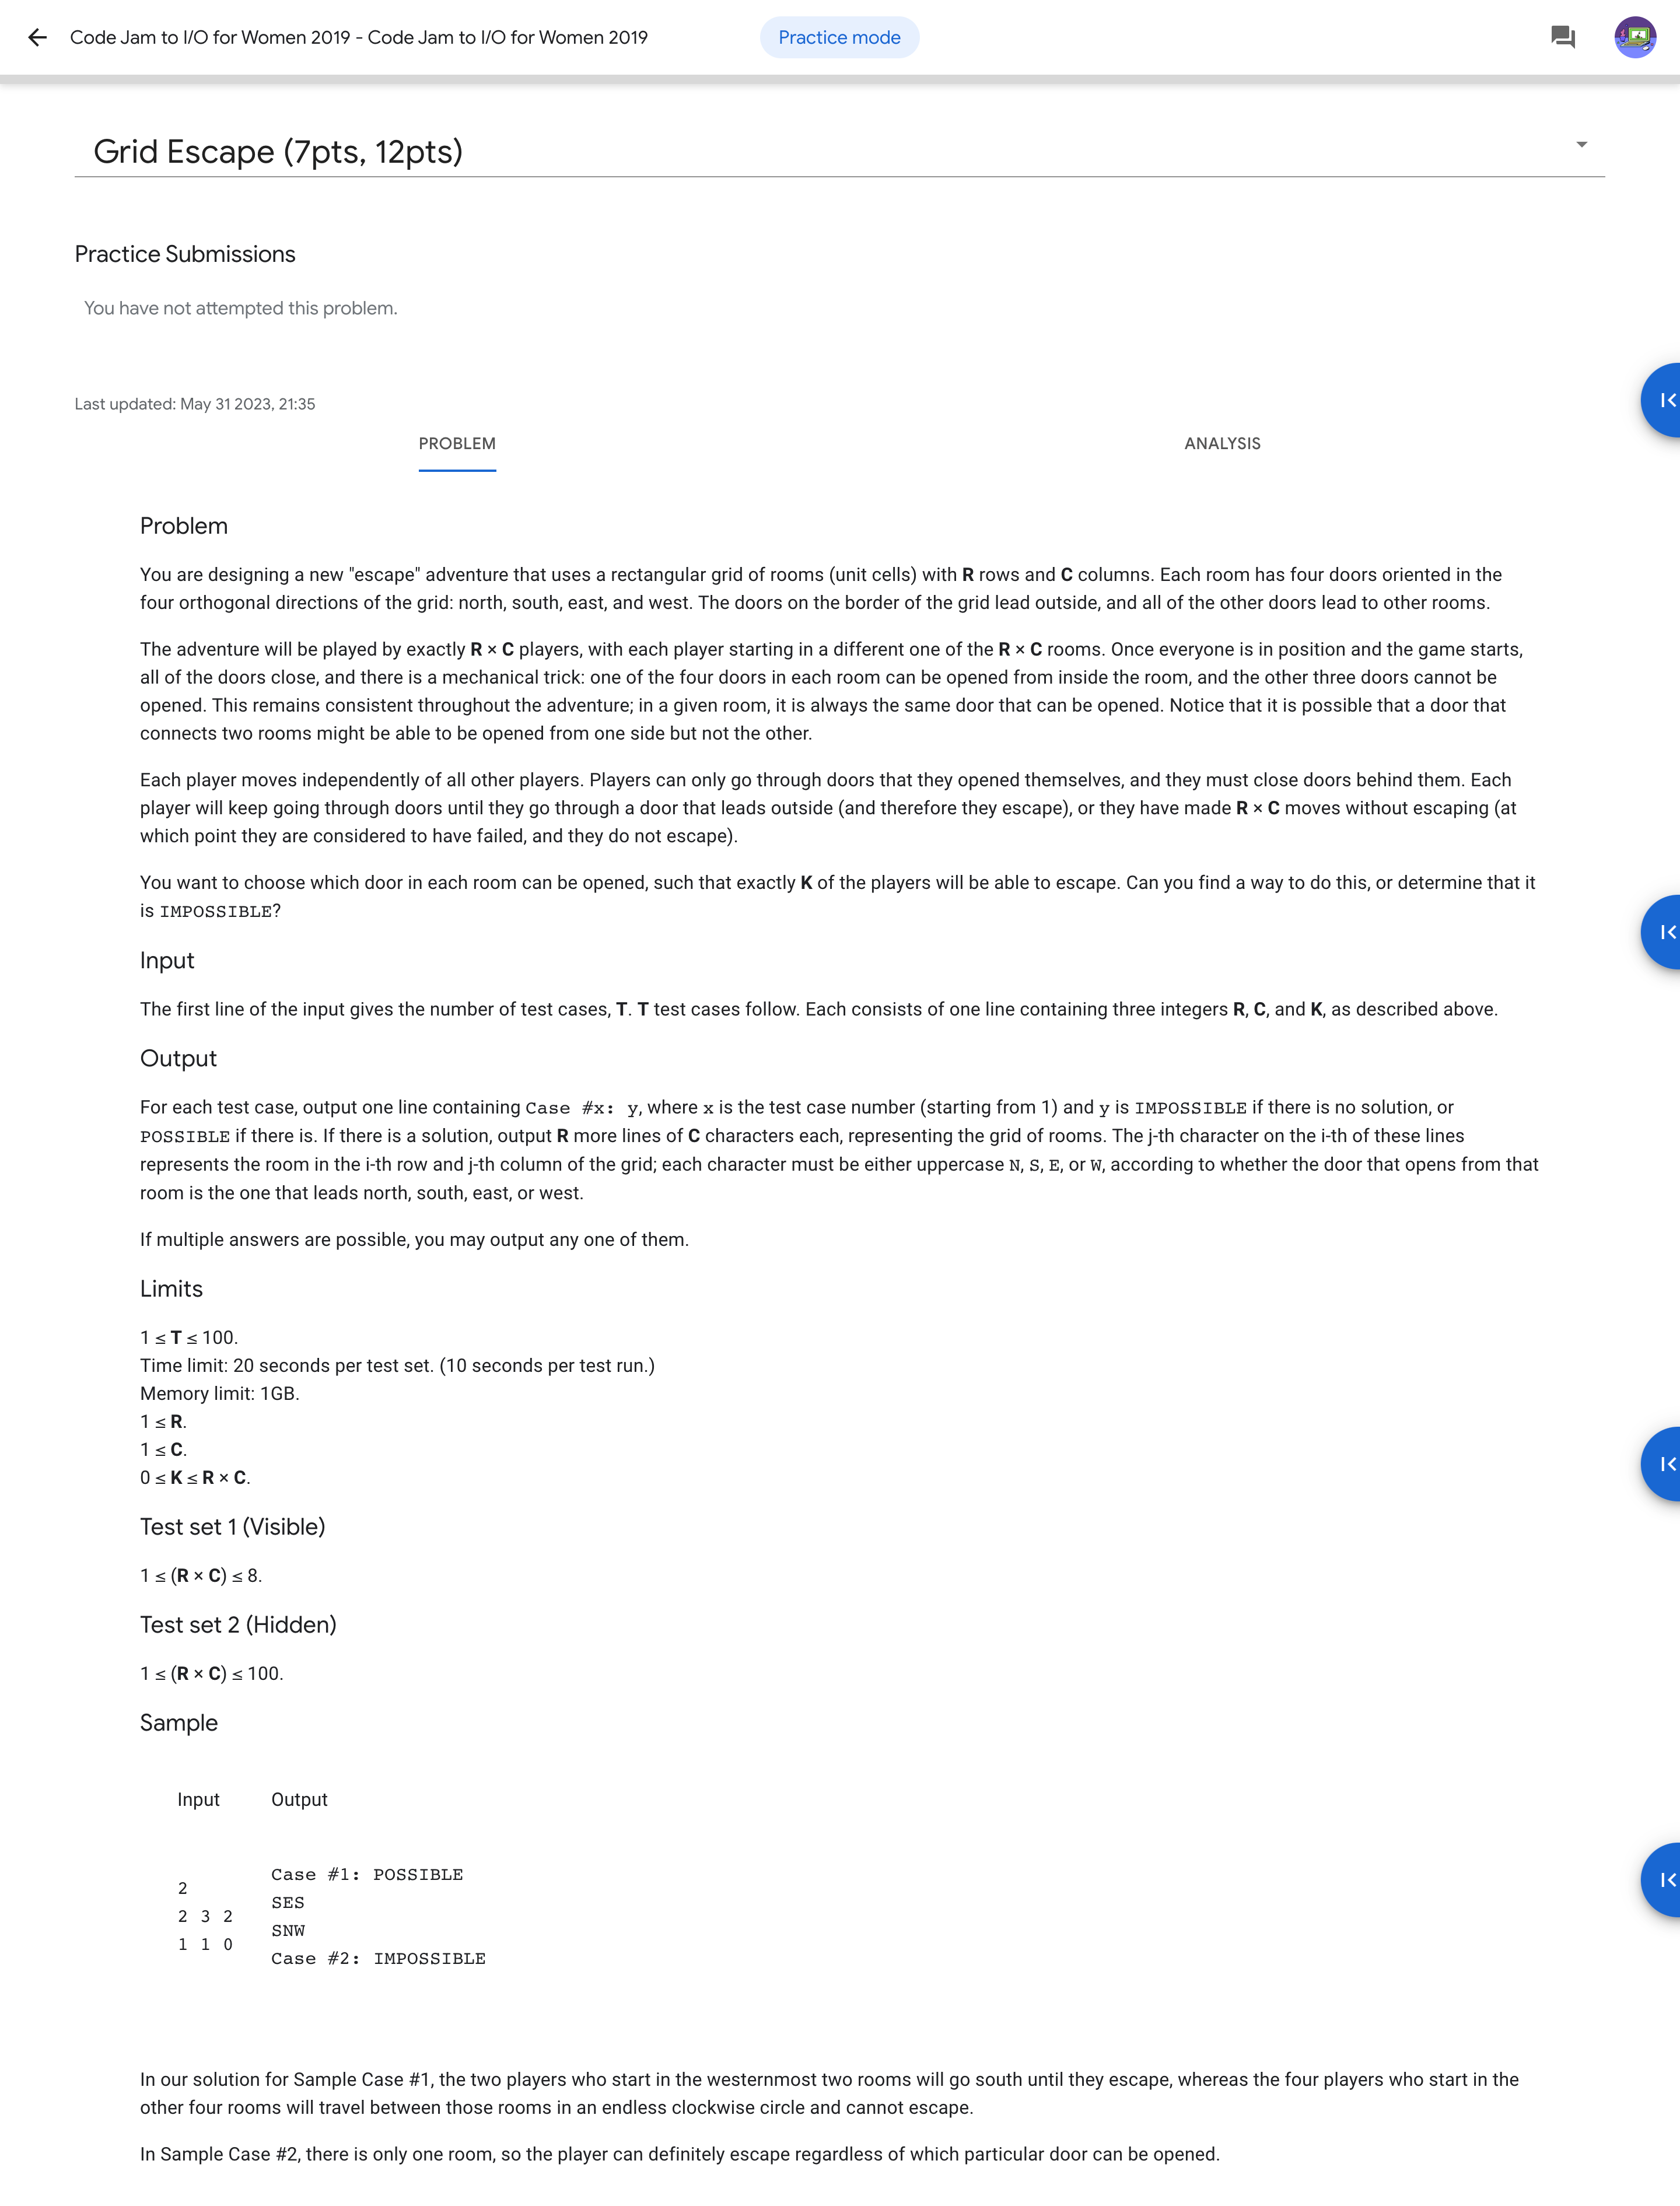 Code Jam to I/O for Women 2019 - Code Jam to I/O for Women 2019
Practice mode
Grid Escape (7pts, 12pts)
Practice Submissions
You have not attempted this problem.
Last updated: May 31 2023, 21:35
PROBLEM
ANALYSIS
Problem
You are designing a new "escape" adventure that uses a rectangular grid of rooms (unit cells) with R rows and C columns. Each room has four doors oriented in the
four orthogonal directions of the grid: north, south, east, and west. The doors on the border of the grid lead outside, and all of the other doors lead to other rooms.
The adventure will be played by exactly R × C players, with each player starting in a different one of the R × C rooms. Once everyone is in position and the game starts,
all of the doors close, and there is a mechanical trick: one of the four doors in each room can be opened from inside the room, and the other three doors cannot be
opened. This remains consistent throughout the adventure; in a given room, it is always the same door that can be opened. Notice that it is possible that a door that
connects two rooms might be able to be opened from one side but not the other.
Each player moves independently of all other players. Players can only go through doors that they opened themselves, and they must close doors behind them. Each
player will keep going through doors until they go through a door that leads outside (and therefore they escape), or they have made R × C moves without escaping (at
which point they are considered to have failed, and they do not escape).
You want to choose which door in each room can be opened, such that exactly K of the players will be able to escape. Can you find a way to do this, or determine that it
is IMPOSSIBLE?
Input
The first line of the input gives the number of test cases, T. T test cases follow. Each consists of one line containing three integers R, C, and K, as described above.
Output
For each test case, output one line containing Case #x: y, where x is the test case number (starting from 1) and y is IMPOSSIBLE if there is no solution, or
POSSIBLE if there is. If there is a solution, output R more lines of C characters each, representing the grid of rooms. The j-th character on the i-th of these lines
represents the room in the i-th row and j-th column of the grid; each character must be either uppercase N, S, E, or W, according to whether the door that opens from that
room is the one that leads north, south, east, or west.
If multiple answers are possible, you may output any one of them.
Limits
1 ≤ T ≤ 100.
Time limit: 20 seconds per test set. (10 seconds per test run.)
Memory limit: 1GB.
1 ≤ R.
1 ≤ C.
0 ≤ K ≤ R × C.
Test set 1 (Visible)
1 ≤ (R × C) ≤ 8.
Test set 2 (Hidden)
1 ≤ (R × C) ≤ 100.
Sample
Input
Output
2
2 3 2
1 1 0
Case #1: POSSIBLE
SES
SNW
Case #2: IMPOSSIBLE
In our solution for Sample Case #1, the two players who start in the westernmost two rooms will go south until they escape, whereas the four players who start in the
other four rooms will travel between those rooms in an endless clockwise circle and cannot escape.
In Sample Case #2, there is only one room, so the player can definitely escape regardless of which particular door can be opened.